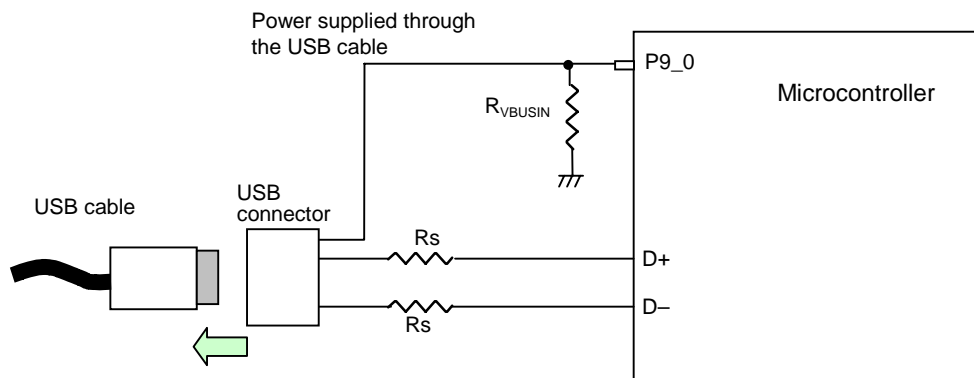 Power supplied through
the USB cable
P9_0
Microcontroller
RVBUSIN
USB cable
USB
connector
Rs
D+
Rs
D–